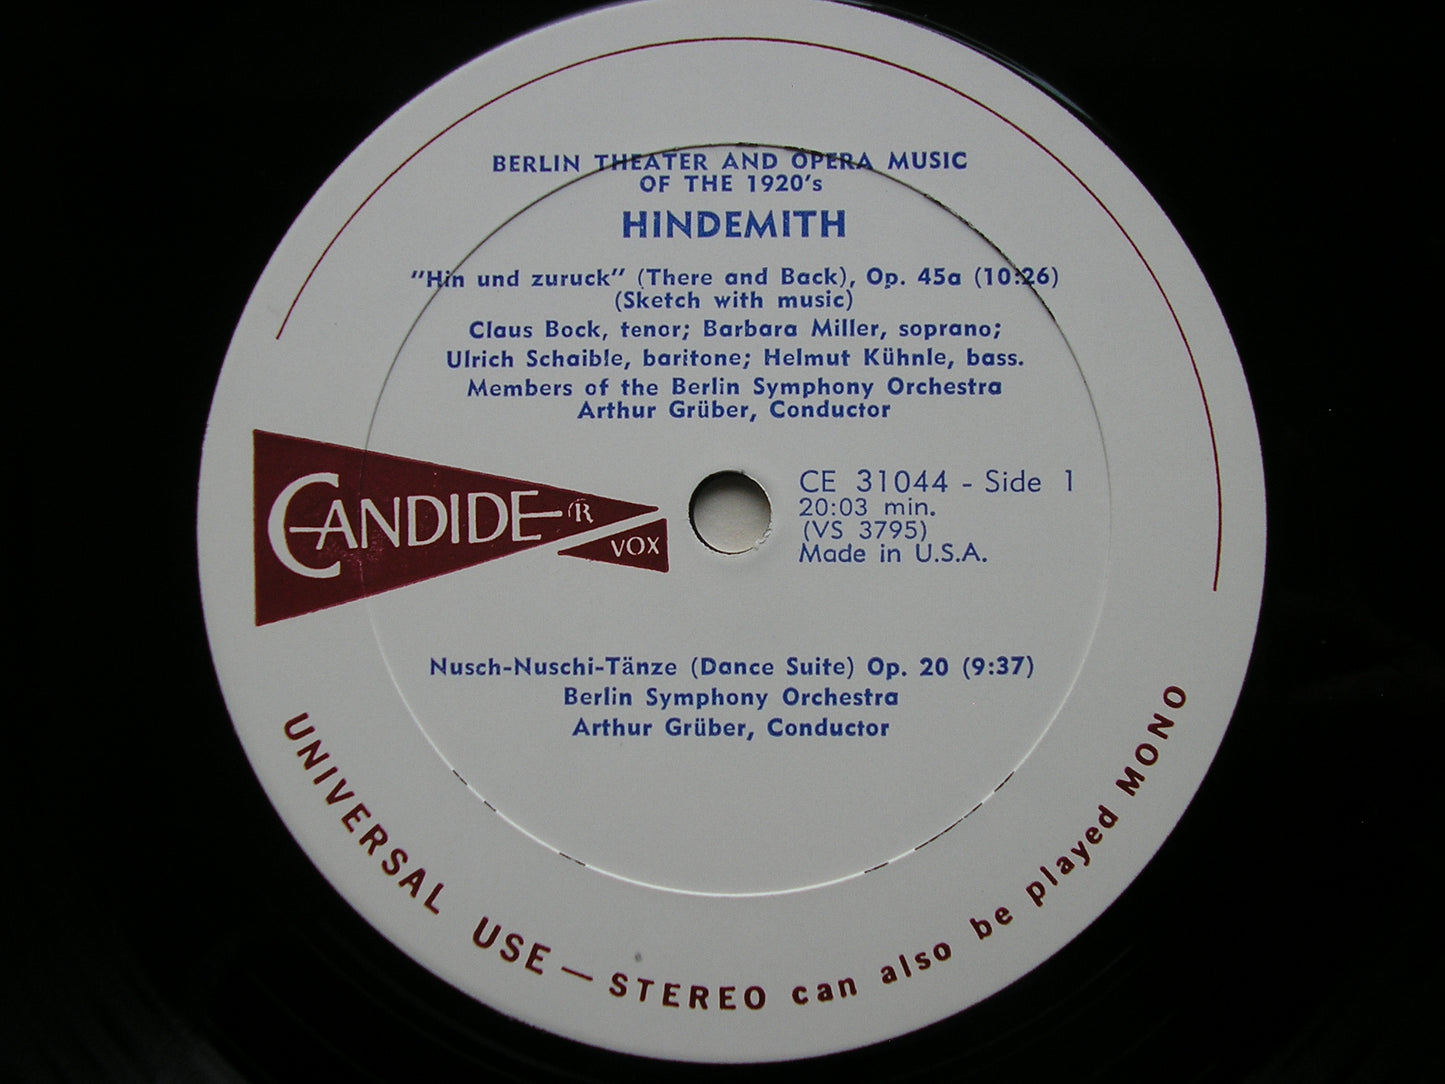 BERLIN THEATER AND OPERA MUSIC
OF THE 1920's
HINDEMITH
"Hin und zuruck" (There and Back), Op. 45a (10:26)
(Sketch with music)
Claus Bock, tenor; Barbara Miller, soprano;
Ulrich Schaible, baritone; Helmut Kühnle, bass.
Members of the Berlin Symphony Orchestra
Arthur Grüber, Conductor
CANDIDE ®
VOX
CE 31044 - Side 1
20:03 min.
(VS 3795)
Made in U.S.A.
Nusch-Nuschi-Tänze (Dance Suite) Op. 20 (9:37)
Berlin Symphony Orchestra
Arthur Grüber, Conductor
UNIVERSAL USE — STEREO can also be played MONO